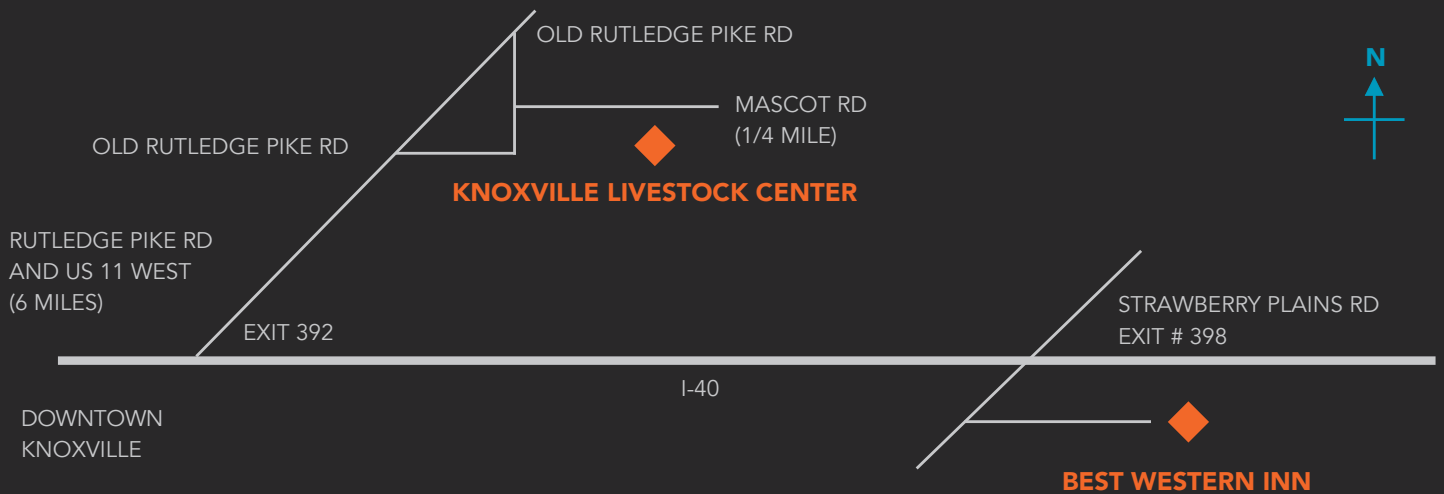 OLD RUTLEDGE PIKE RD
N
MASCOT RD
(1/4 MILE)
OLD RUTLEDGE PIKE RD
KNOXVILLE LIVESTOCK CENTER
RUTLEDGE PIKE RD
AND US 11 WEST
(6 MILES)
EXIT 392
STRAWBERRY PLAINS RD
EXIT # 398
I-40
DOWNTOWN
KNOXVILLE
BEST WESTERN INN